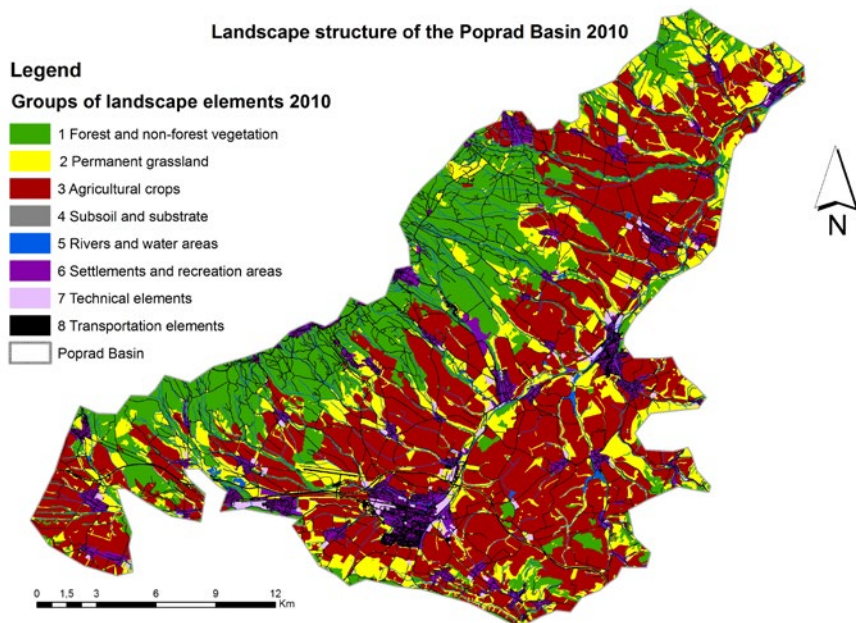 Landscape structure of the Poprad Basin 2010
Legend
Groups of landscape elements 2010
1 Forest and non-forest vegetation
2 Permanent grassland
3 Agricultural crops
4 Subsoil and substrate
5 Rivers and water areas
6 Settlements and recreation areas
7 Technical elements
8 Transportation elements
Poprad Basin
N
0 1,5 3 6 9 12
Km